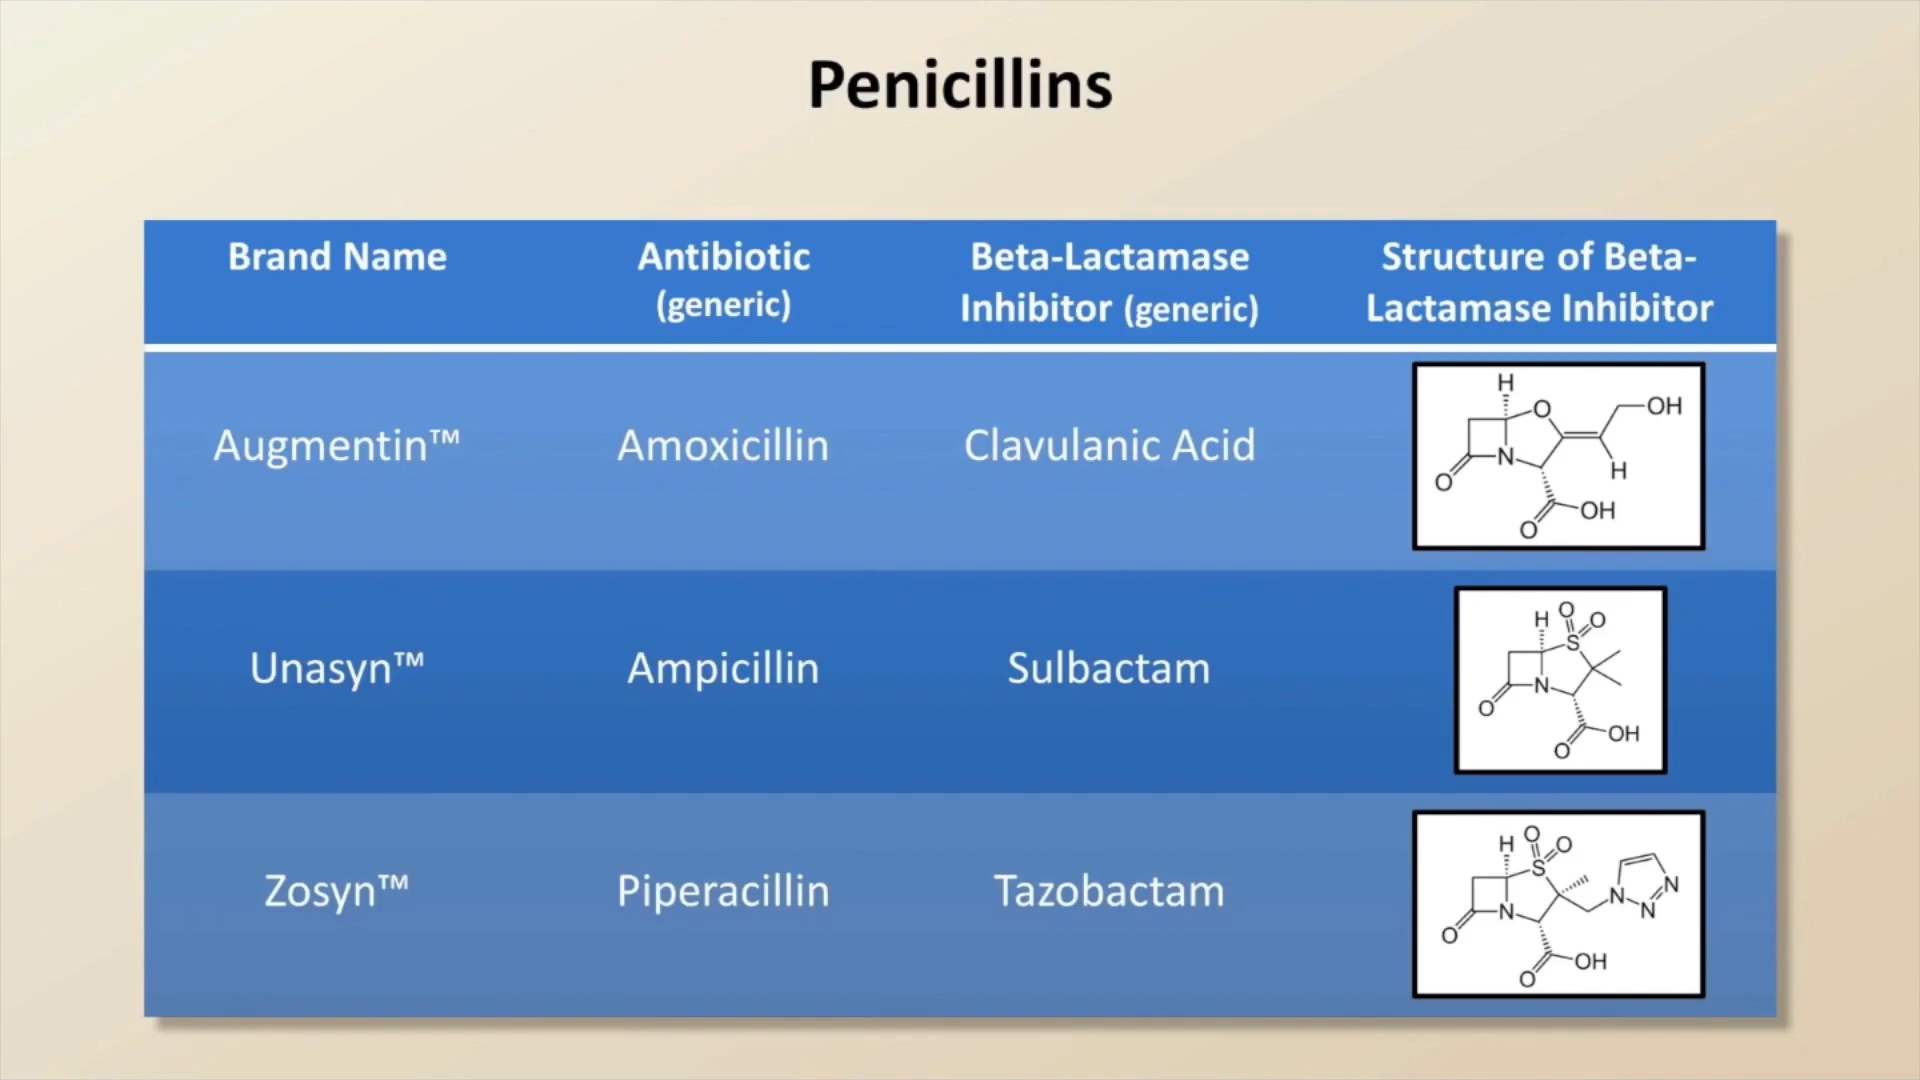 Penicillins
Brand Name
Antibiotic
(generic)
Beta-Lactamase
Inhibitor (generic)
Structure of Beta-
Lactamase Inhibitor
Augmentin™
Amoxicillin
Clavulanic Acid
H
O
OH
N
H
O
OH
O
Unasyn™
Ampicillin
Sulbactam
O
H
O
S
N
O
OH
O
Zosyn™
Piperacillin
Tazobactam
O
H
O
S
N
N
N
N
O
OH
O